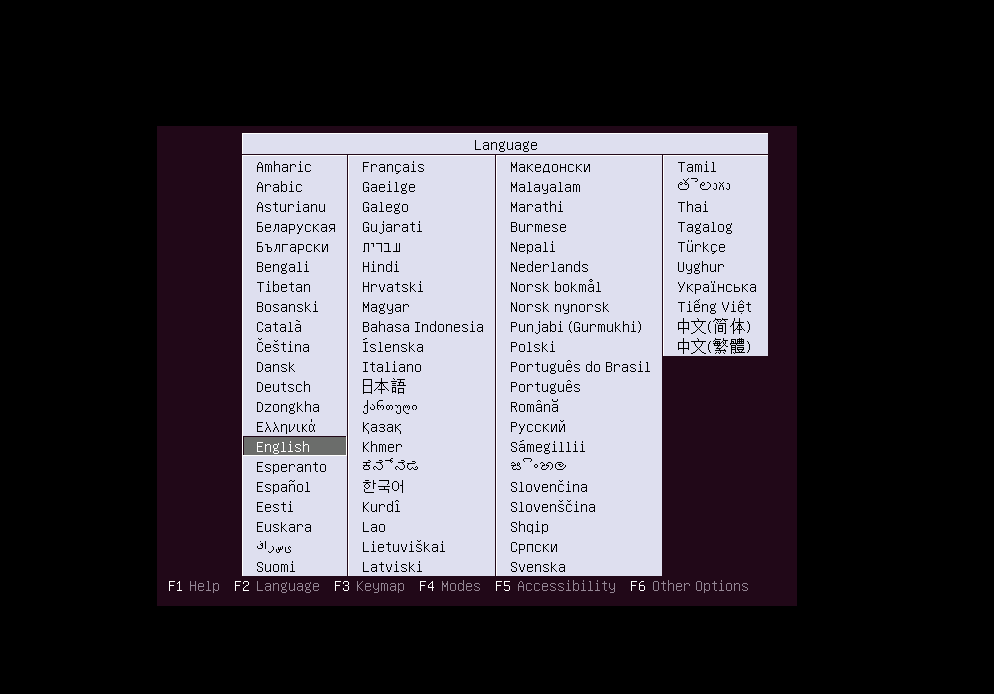 Language
Amharic
Arabic
Asturianu
Беларуская
Български
Bengali
Tibetan
Bosanski
Català
Čeština
Dansk
Deutsch
Dzongkha
Ελληνικά
English
Esperanto
Español
Eesti
Euskara
فارسی
Suomi
Français
Gaeilge
Galego
Gujarati
עברית
Hindi
Hrvatski
Magyar
Bahasa Indonesia
Íslenska
Italiano
日本語
ქართული
Қазақ
Khmer
ಕನ್ನಡ
한국어
Kurdî
Lao
Lietuviškai
Latviski
Македонски
Malayalam
Marathi
Burmese
Nepali
Nederlands
Norsk bokmål
Norsk nynorsk
Punjabi (Gurmukhi)
Polski
Português do Brasil
Português
Română
Русский
Sámegillii
සිංහල
Slovenčina
Slovenščina
Shqip
Српски
Svenska
Tamil
తెలుగు
Thai
Tagalog
Türkçe
Uyghur
Українська
Tiếng Việt
中文(简体)
中文(繁體)
F1 Help F2 Language F3 Keymap F4 Modes F5 Accessibility F6 Other Options